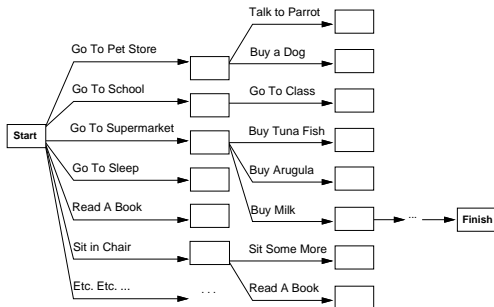 Talk to Parrot
Go To Pet Store
Buy a Dog
Go To School
Go To Class
Go To Supermarket
Buy Tuna Fish
Start
Go To Sleep
Buy Arugula
Read A Book
Buy Milk
...
Finish
Sit in Chair
Sit Some More
Etc. Etc. ...
. . .
Read A Book